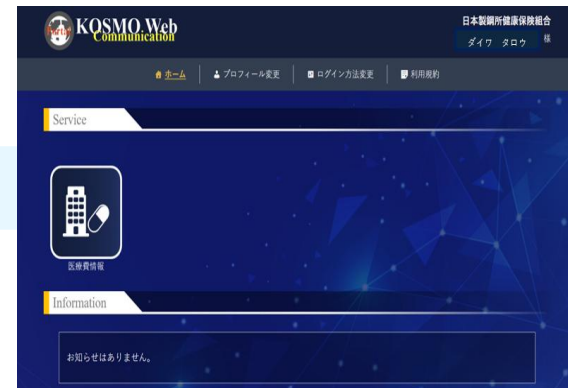 KOSMO Web
Communication
日本製鋼所健康保険組合
ダイワ タロウ 様
ホーム
プロフィール変更
ログイン方法変更
利用規約
Service
医療費情報
Information
お知らせはありません。